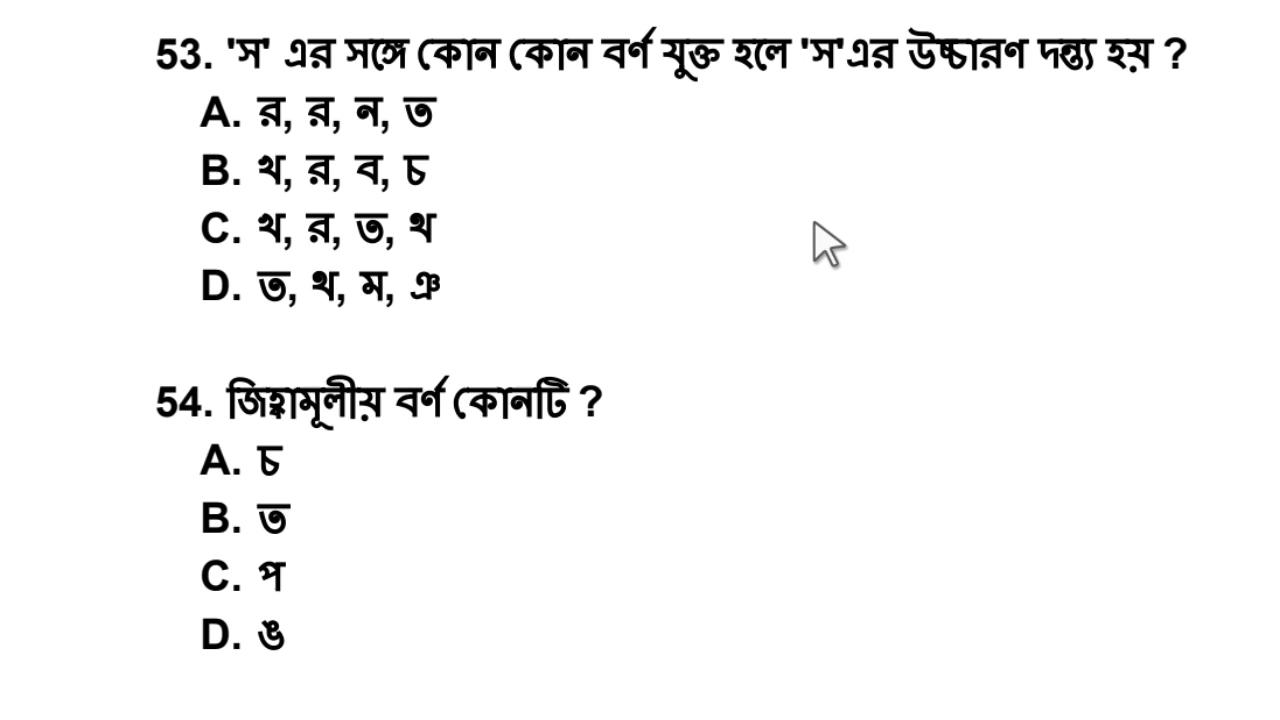 53. 'স' এর সঙ্গে কোন কোন বর্ণ যুক্ত হলে 'স'এর উচ্চারণ দন্ত্য হয় ?
A. র, র, ন, ত
B. খ, র, ব, চ
C. খ, র, ত, থ
D. ত, থ, ম, ঞ
54. জিহ্বামূলীয় বর্ণ কোনটি ?
A. চ
B. ত
C. প
D. ঙ